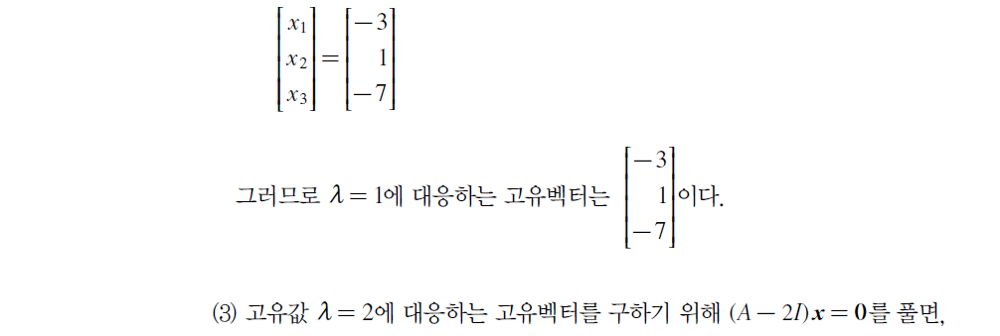 [x₁ x₂ x₃] = [−3 1 −7]
그러므로 λ = 1에 대응하는 고유벡터는 [−3 1 −7]이다.
(3) 고유값 λ = 2에 대응하는 고유벡터를 구하기 위해 (A − 2I)x = 0를 풀면,